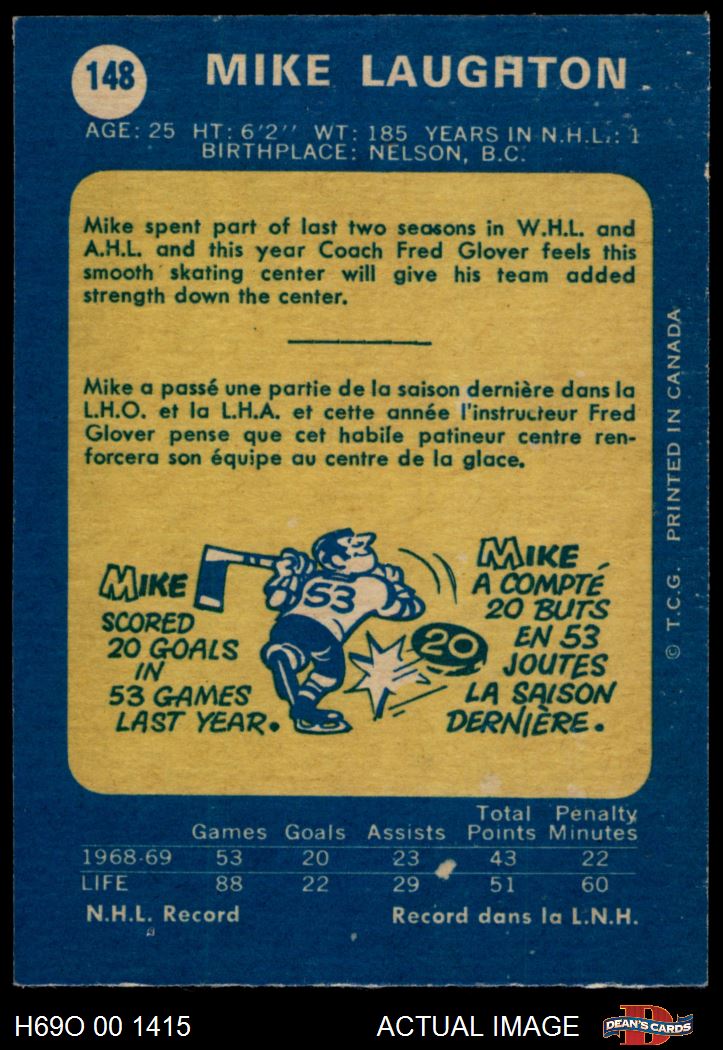 148
MIKE LAUGHTON
AGE: 25 HT: 6'2'' WT: 185 YEARS IN N.H.L.: 1
BIRTHPLACE: NELSON, B.C.
Mike spent part of last two seasons in W.H.L. and
A.H.L. and this year Coach Fred Glover feels this
smooth skating center will give his team added
strength down the center.
Mike a passé une partie de la saison dernière dans la
L.H.O. et la L.H.A. et cette année l'instructeur Fred
Glover pense que cet habile patineur centre ren-
forcera son équipe au centre de la glace.
MIKE
SCORED
20 GOALS
IN
53 GAMES
LAST YEAR.
53
20
MIKE
A COMPTÉ
20 BUTS
EN 53
JOUTES
LA SAISON
DERNIÈRE.
© T.C.G. PRINTED IN CANADA
Games Goals Assists Total Points Penalty Minutes
1968-69 53 20 23 43 22
LIFE 88 22 29 51 60
N.H.L. Record Record dans la L.N.H.
H69O 00 1415 ACTUAL IMAGE DEAN'S CARDS